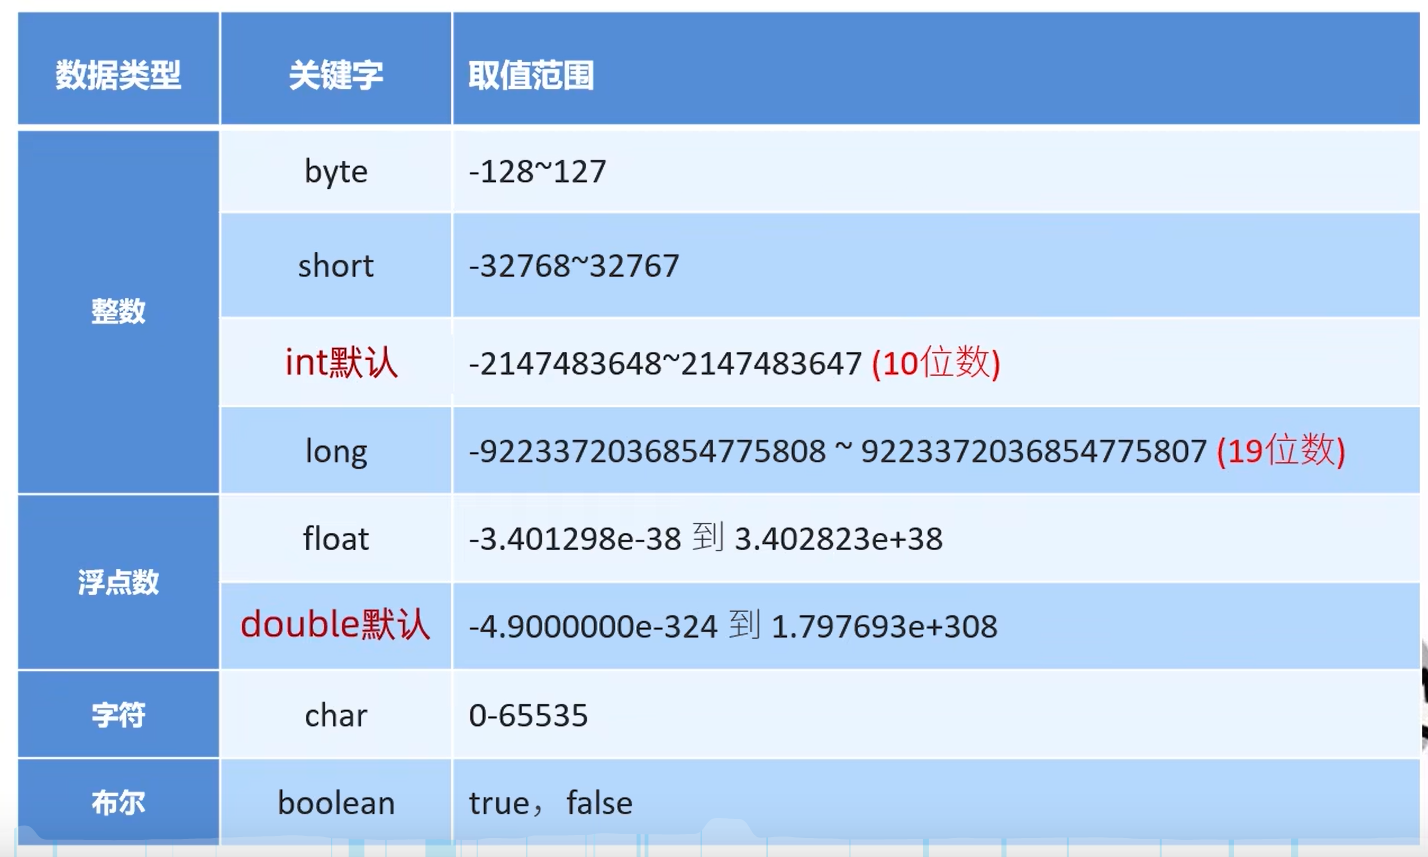 数据类型 关键字 取值范围
整数
byte -128~127
short -32768~32767
int默认 -2147483648~2147483647 (10位数)
long -9223372036854775808 ~ 9223372036854775807 (19位数)
浮点数
float -3.401298e-38 到 3.402823e+38
double默认 -4.9000000e-324 到 1.797693e+308
字符 char 0-65535
布尔 boolean true，false